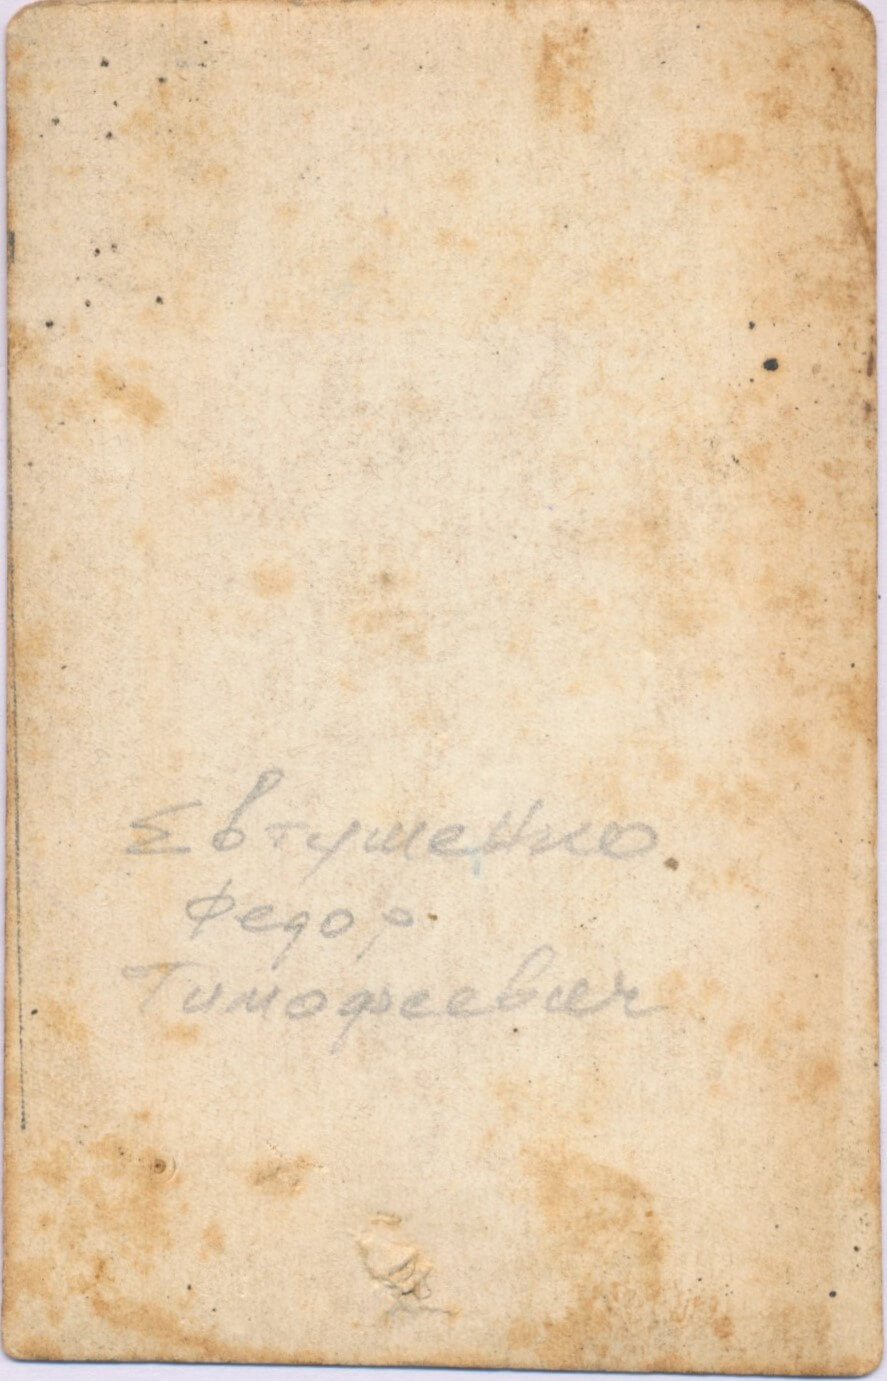 Евтушенко
Федор
Тимофеевич